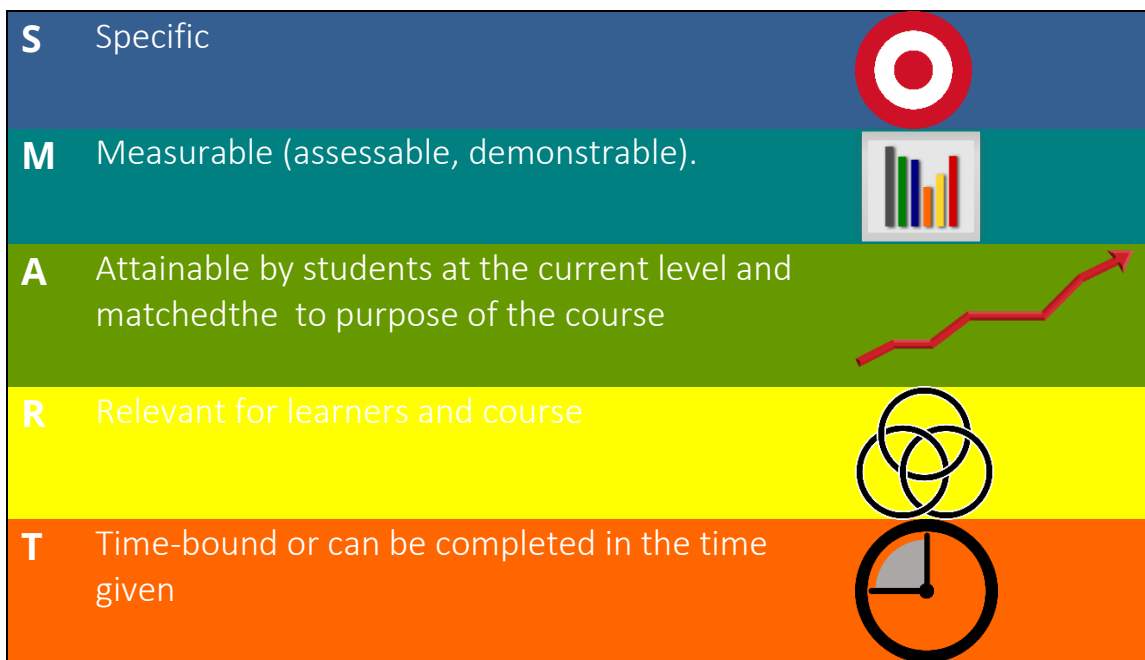 S Specific
M Measurable (assessable, demonstrable).
A Attainable by students at the current level and
matchedthe  to purpose of the course
R Relevant for learners and course
T Time-bound or can be completed in the time
given